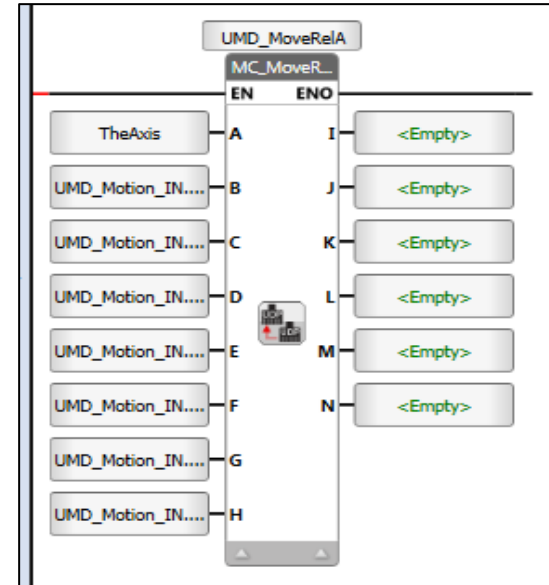 UMD_MoveRelA
MC_MoveR...
EN ENO
TheAxis A I <Empty>
UMD_Motion_IN.... B J <Empty>
UMD_Motion_IN.... C K <Empty>
UMD_Motion_IN.... D L <Empty>
UMD_Motion_IN.... E M <Empty>
UMD_Motion_IN.... F N <Empty>
UMD_Motion_IN.... G
UMD_Motion_IN.... H